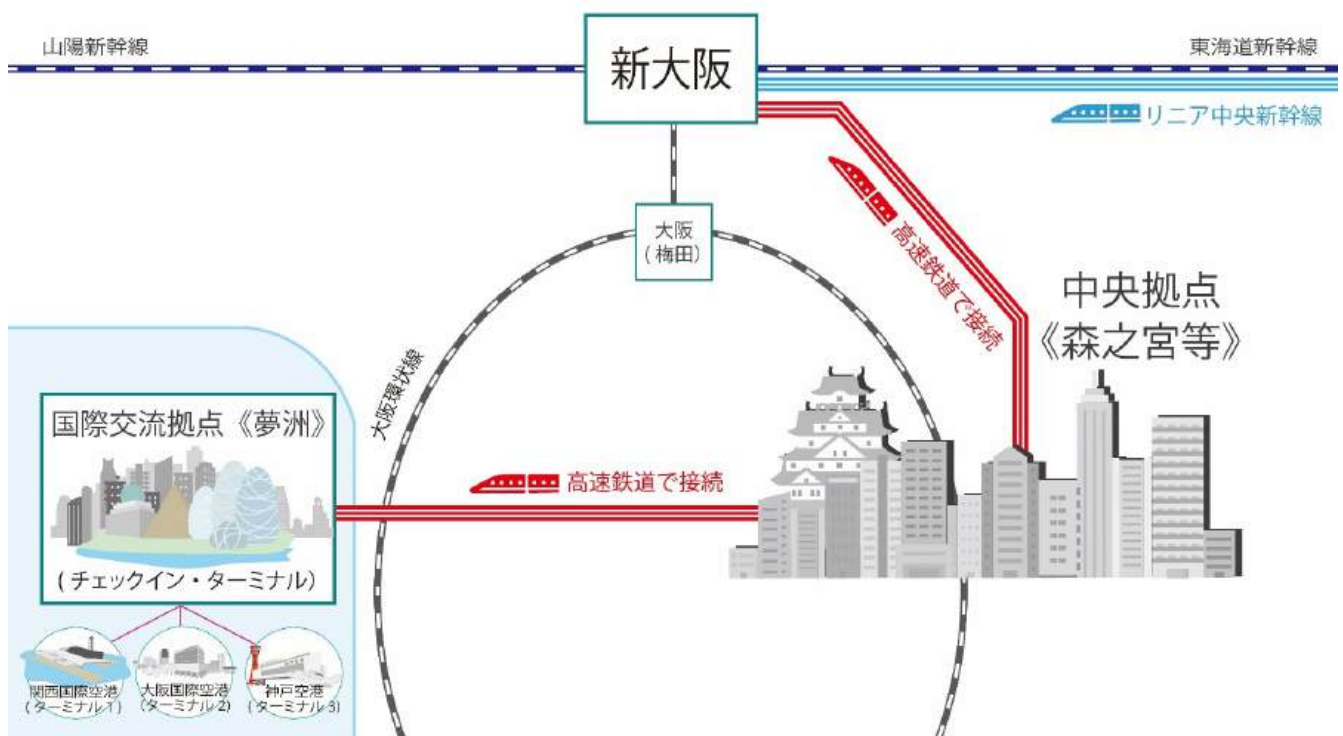 山陽新幹線
新大阪
東海道新幹線
リニア中央新幹線
大阪
(梅田)
高速鉄道で接続
中央拠点
《森之宮等》
大阪環状線
国際交流拠点《夢洲》
高速鉄道で接続
(チェックイン・ターミナル)
関西国際空港
(ターミナル1)
大阪国際空港
(ターミナル2)
神戸空港
(ターミナル3)